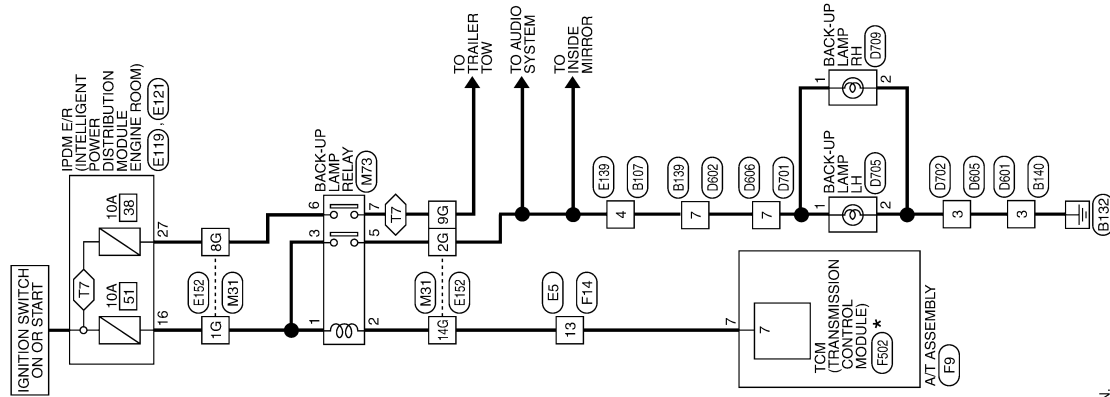 IGNITION SWITCH
ON OR START
IPDM E/R
(INTELLIGENT
POWER
DISTRIBUTION
MODULE
ENGINE ROOM)
E119 , E121
T7
10A
51
10A
38
16
27
1G
E152
M31
8G
BACK-UP
LAMP
RELAY
M73
1
3
6
2
5
7
T7
14G
M31
E152
2G
9G
TO
TRAILER
TOW
TO AUDIO
SYSTEM
TO
INSIDE
MIRROR
E5
13
F14
E139
4
B107
B139
7
D602
D606
7
D701
7
7
TCM
(TRANSMISSION
CONTROL
MODULE)
F502 *
A/T ASSEMBLY
F9
1
BACK-UP
LAMP
LH
D705
2
1
BACK-UP
LAMP
RH
D709
2
D702
3
D605
D601
3
B140
B132
N.